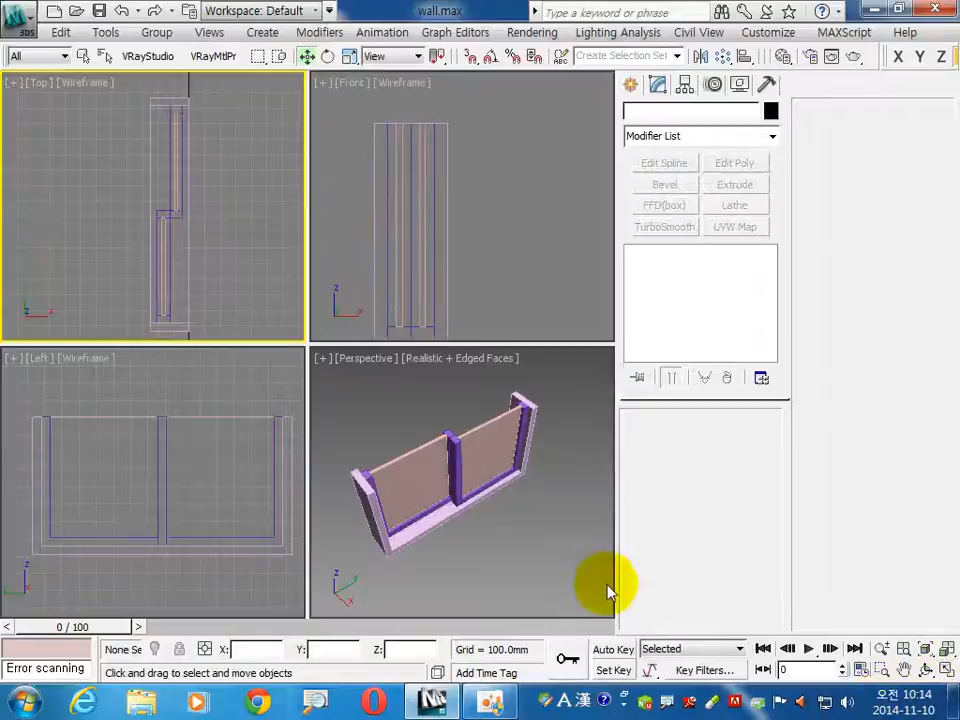 3DS
Workspace: Default
wall.max
Type a keyword or phrase
Edit Tools Group Views Create Modifiers Animation Graph Editors Rendering Lighting Analysis Civil View Customize MAXScript Help
All VRayStudio VRayMtlPr View Create Selection Set X Y Z
[+] [Top] [Wireframe]
[+] [Front] [Wireframe]
Modifier List
Edit Spline Edit Poly
Bevel Extrude
FFD(box) Lathe
TurboSmooth UVW Map
z x
z x
[+] [Left] [Wireframe]
[+] [Perspective] [Realistic + Edged Faces]
z
z y x
< 0 / 100 >
None Se X: Y: Z: Grid = 100.0mm Auto Key Selected
Error scanning Click and drag to select and move objects Add Time Tag Set Key Key Filters... 0
A 漢 오전 10:14
2014-11-10